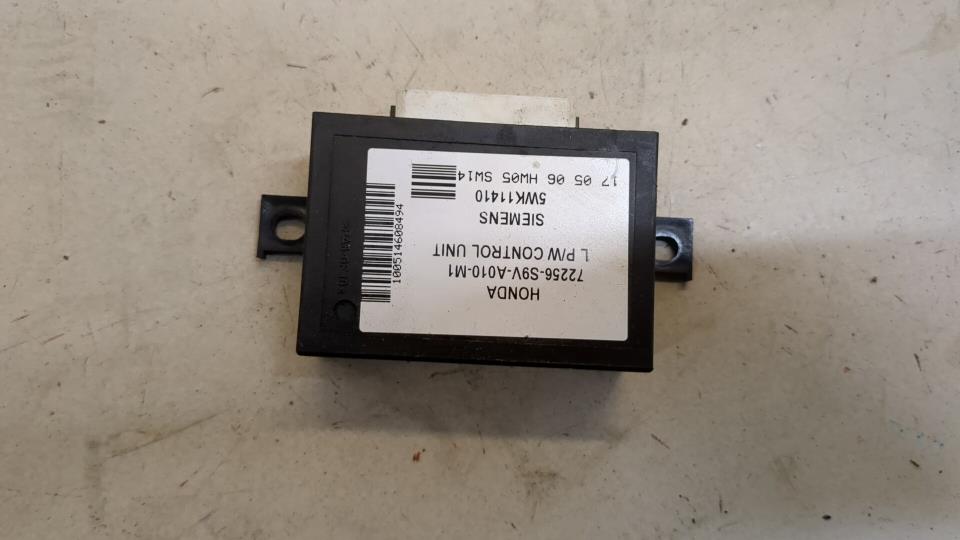 HONDA
72256-S9V-A010-M1
L P/W CONTROL UNIT
SIEMENS
5WK11410
17 05 06 HW05 SW14
100514608494